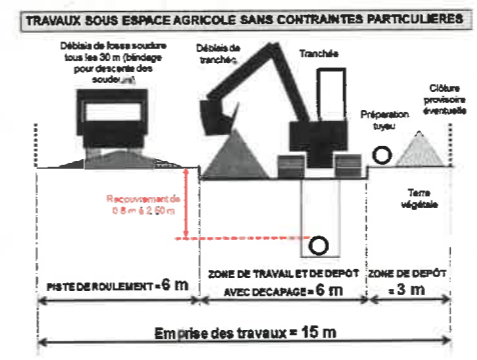 TRAVAUX SOUS ESPACE AGRICOLE SANS CONTRAINTES PARTICULIERES
Déblais de fosse soudure
tous les 30 m (blindage
pour descente des
soudeurs)
Déblais de
tranchée
Tranchée
Préparation
tuyau
Clôture
provisoire
éventuelle
Recouvrement de
0.8 m à 2.50 m
Terre
végétale
PISTE DE ROULEMENT = 6 m
ZONE DE TRAVAIL ET DE DEPOT
AVEC DECAPAGE = 6 m
ZONE DE DEPÔT
= 3 m
Emprise des travaux = 15 m